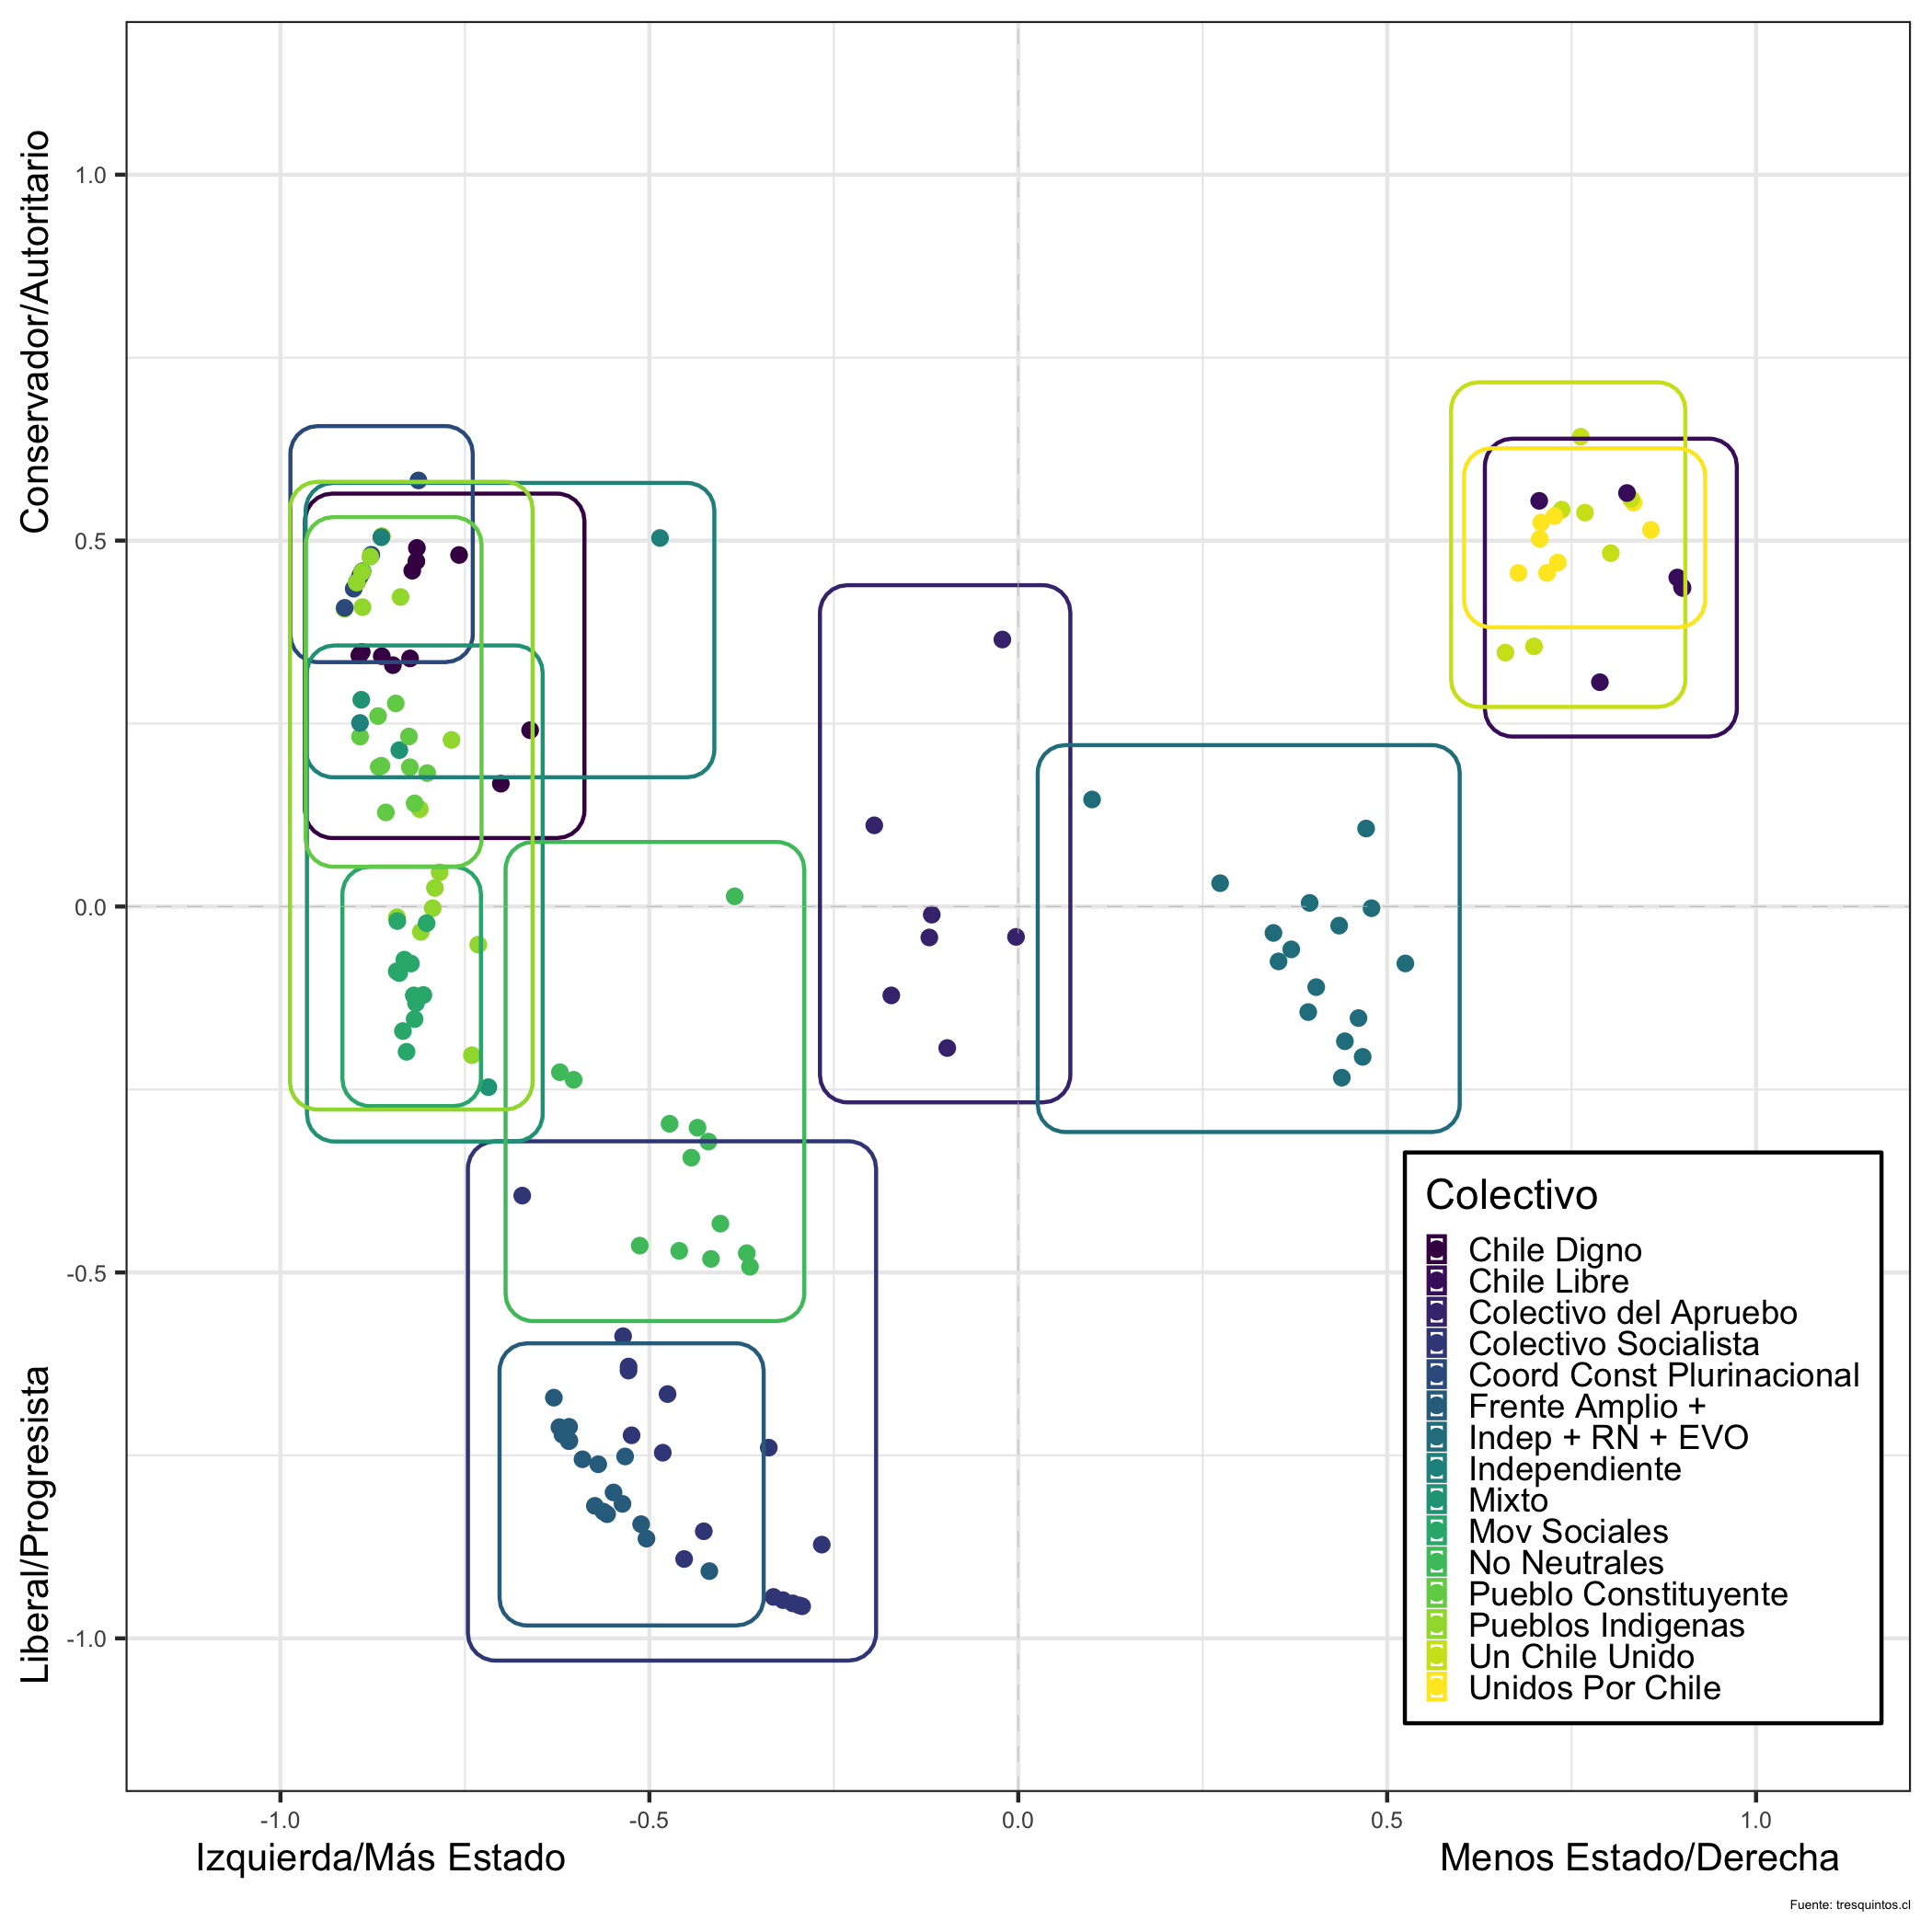 Conservador/Autoritario
Liberal/Progresista
1.0
0.5
0.0
-0.5
-1.0
Colectivo
Chile Digno
Chile Libre
Colectivo del Apruebo
Colectivo Socialista
Coord Const Plurinacional
Frente Amplio +
Indep + RN + EVO
Independiente
Mixto
Mov Sociales
No Neutrales
Pueblo Constituyente
Pueblos Indigenas
Un Chile Unido
Unidos Por Chile
-1.0 -0.5 0.0 0.5 1.0
Izquierda/Más Estado Menos Estado/Derecha
Fuente: tresquintos.cl